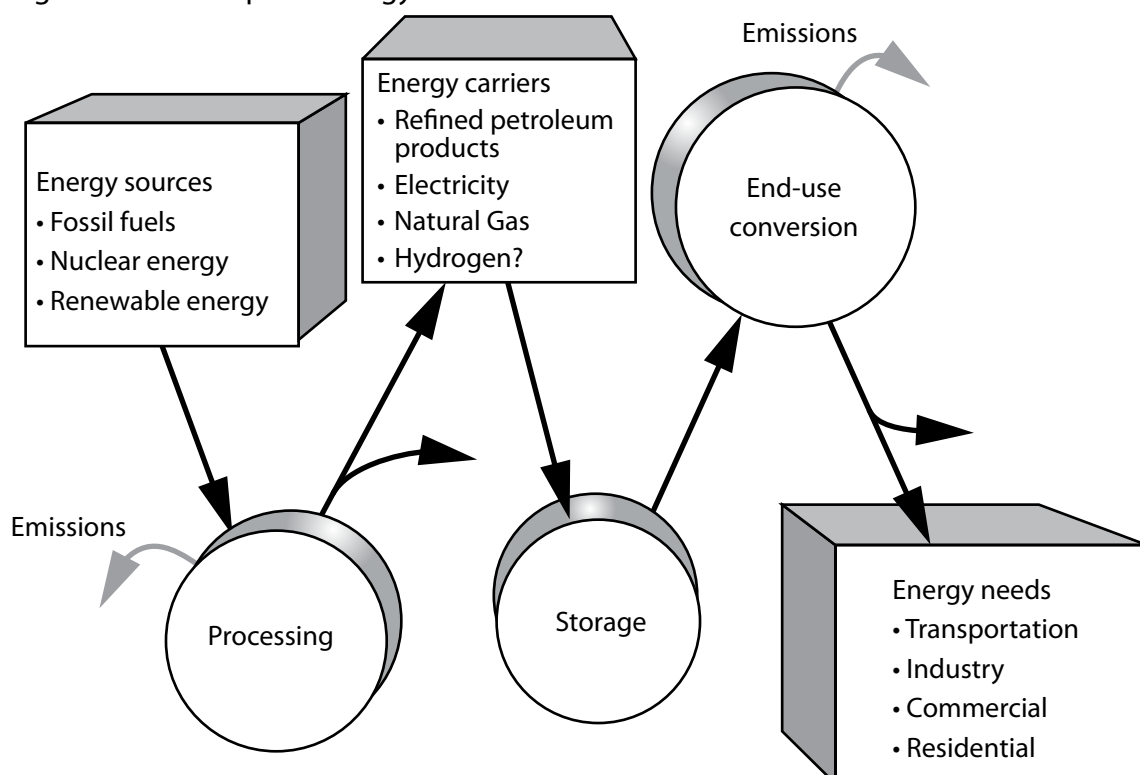 Emissions
Energy carriers
• Refined petroleum
products
• Electricity
• Natural Gas
• Hydrogen?
Energy sources
• Fossil fuels
• Nuclear energy
• Renewable energy
End-use
conversion
Emissions
Processing
Storage
Energy needs
• Transportation
• Industry
• Commercial
• Residential